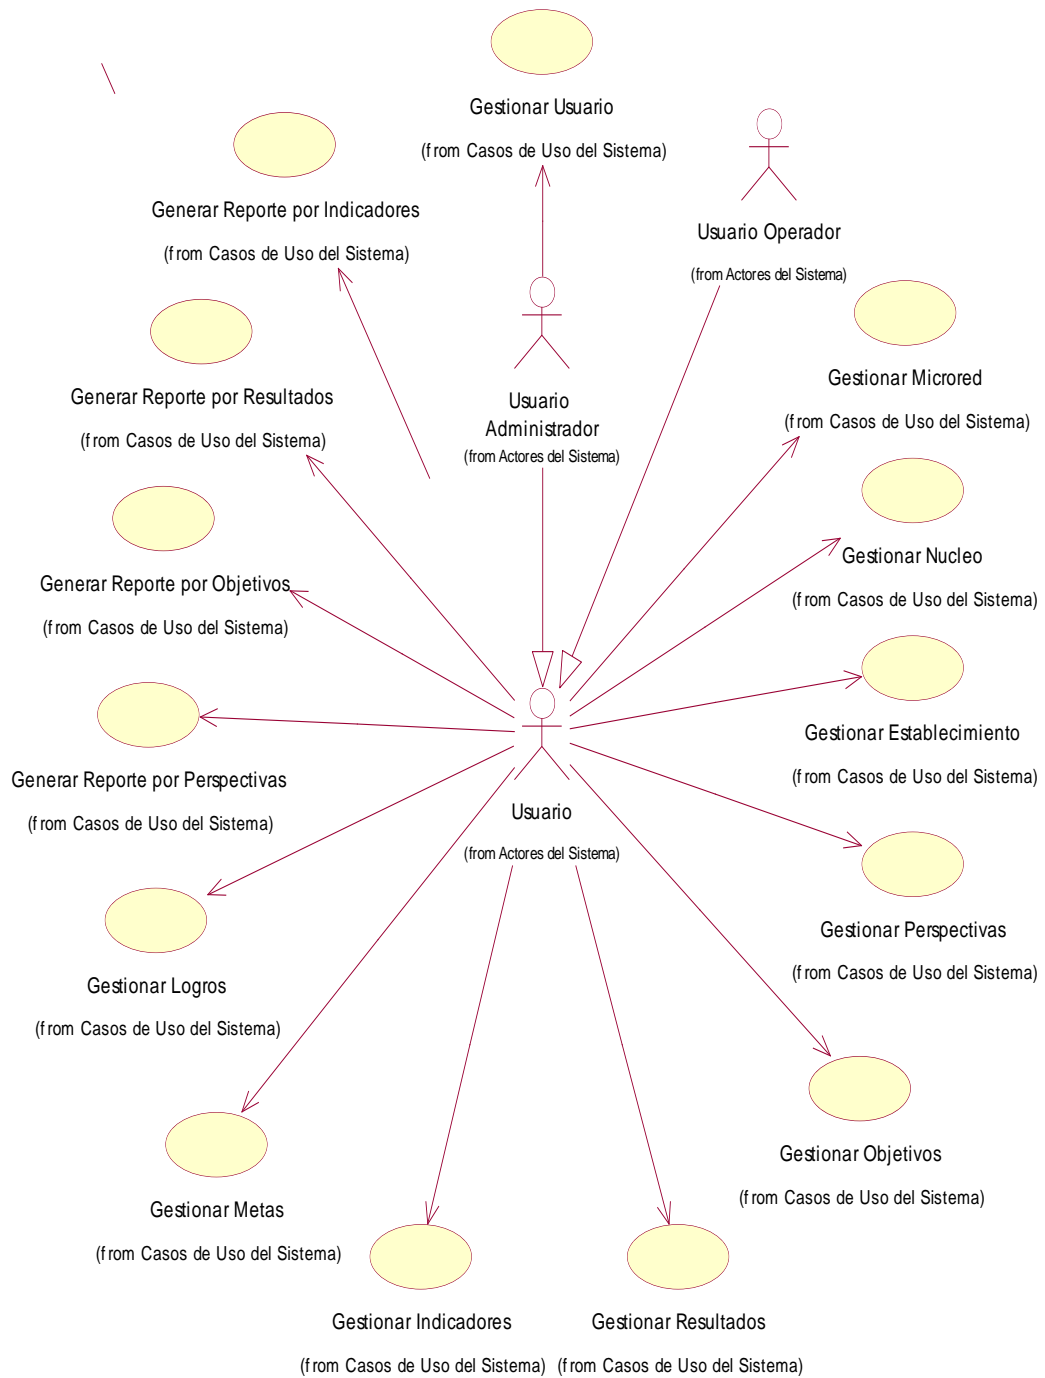 Gestionar Usuario
(from Casos de Uso del Sistema)
Generar Reporte por Indicadores
(from Casos de Uso del Sistema)
Usuario Operador
(from Actores del Sistema)
Generar Reporte por Resultados
(from Casos de Uso del Sistema)
Usuario
Administrador
(from Actores del Sistema)
Gestionar Microred
(from Casos de Uso del Sistema)
Generar Reporte por Objetivos
(from Casos de Uso del Sistema)
Gestionar Nucleo
(from Casos de Uso del Sistema)
Gestionar Establecimiento
(from Casos de Uso del Sistema)
Generar Reporte por Perspectivas
(from Casos de Uso del Sistema)
Usuario
(from Actores del Sistema)
Gestionar Perspectivas
(from Casos de Uso del Sistema)
Gestionar Logros
(from Casos de Uso del Sistema)
Gestionar Objetivos
(from Casos de Uso del Sistema)
Gestionar Metas
(from Casos de Uso del Sistema)
Gestionar Indicadores
(from Casos de Uso del Sistema)
Gestionar Resultados
(from Casos de Uso del Sistema)